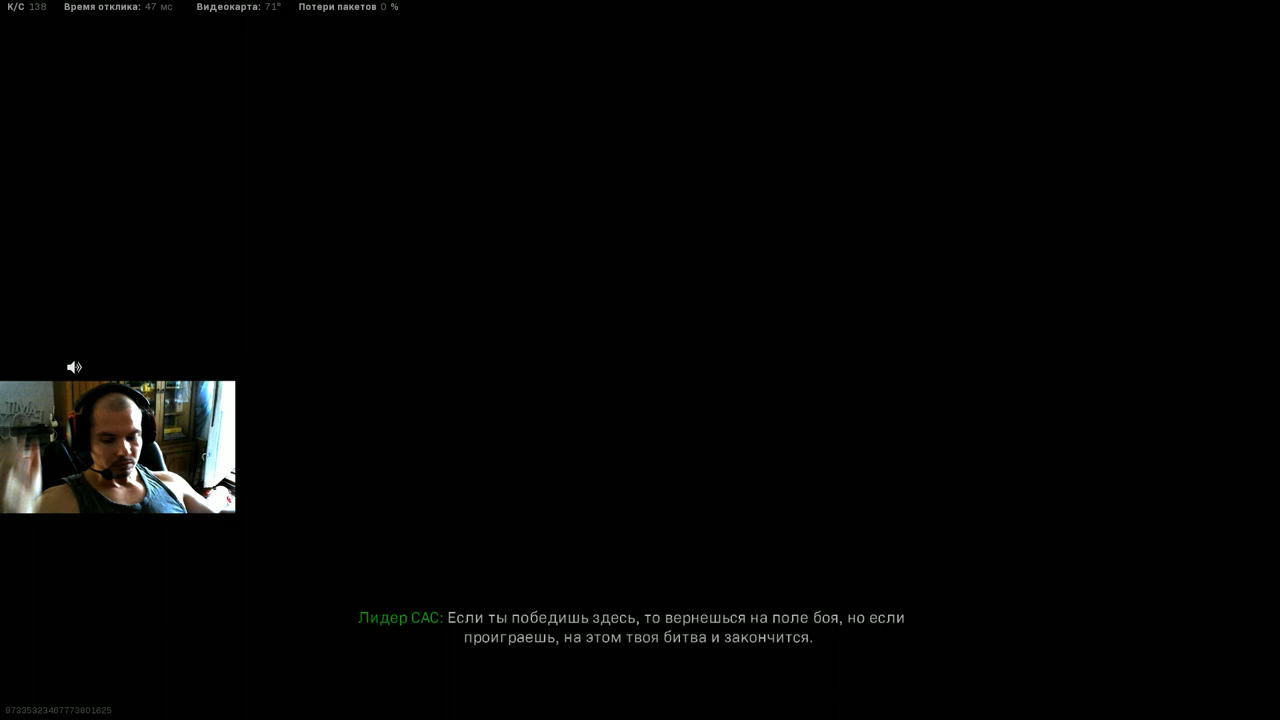 К/С 138 Время отклика: 47 мс Видеокарта: 71° Потери пакетов 0 %
Лидер САС: Если ты победишь здесь, то вернешься на поле боя, но если
проиграешь, на этом твоя битва и закончится.
97335323467773801625